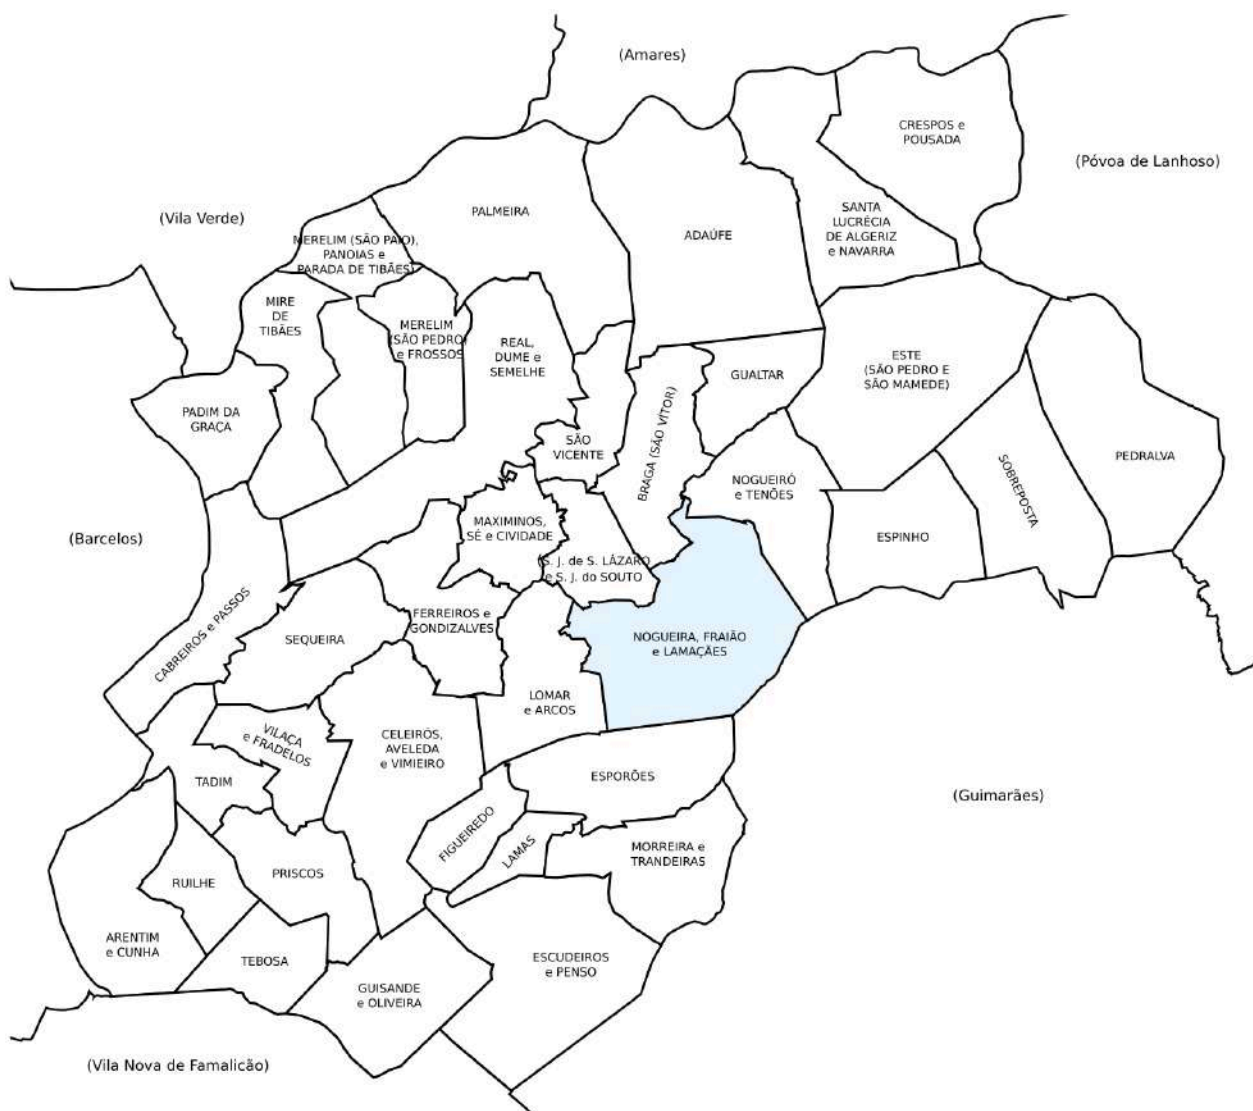 (Amares)
CRESPOS e
POUSADA
(Póvoa de Lanhoso)
(Vila Verde)
PALMEIRA
ADAÚFE
SANTA
LUCRÉCIA
DE ALGERIZ
e NAVARRA
MERELIM (SÃO PAIO),
PANOIAS e
PARADA DE TIBÃES)
MIRE
DE
TIBÃES
MERELIM
(SÃO PEDRO)
e FROSSOS
REAL,
DUME e
SEMELHE
GUALTAR
ESTE
(SÃO PEDRO E
SÃO MAMEDE)
PADIM DA
GRAÇA
SÃO
VICENTE
BRAGA (SÃO VÍTOR)
NOGUEIRÓ
e TENÕES
SOBREPOSTA
PEDRALVA
(Barcelos)
MAXIMINOS,
SÉ e CIVIDADE
ESPINHO
(S. J. de S. LÁZARO
e S. J. do SOUTO
CABREIROS e PASSOS
SEQUEIRA
FERREIROS e
GONDIZALVES
NOGUEIRA, FRAIÃO
e LAMAÇÃES
LOMAR
e ARCOS
VILAÇA
e FRADELOS
CELEIRÓS,
AVELEDA
e VIMIEIRO
TADIM
ESPORÕES
(Guimarães)
FIGUEIREDO
LAMAS
MORREIRA e
TRANDEIRAS
RUILHE
PRISCOS
ARENTIM
e CUNHA
TEBOSA
ESCUDEIROS
e PENSO
GUISANDE
e OLIVEIRA
(Vila Nova de Famalicão)